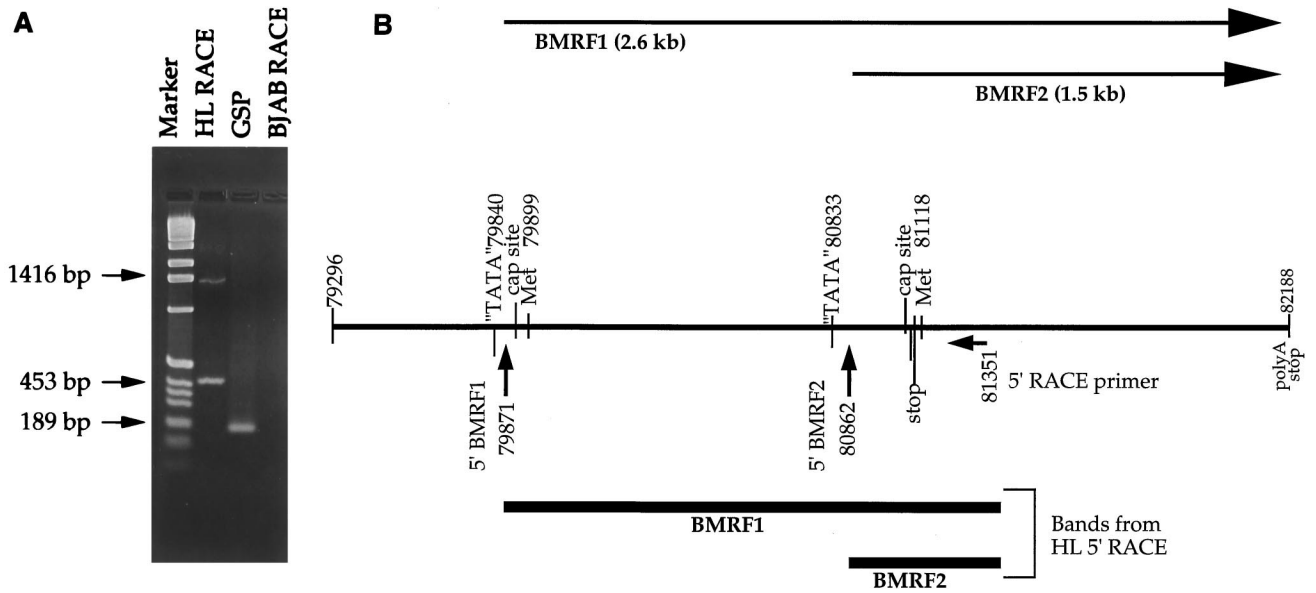 A
Marker
HL RACE
GSP
BJAB RACE
1416 bp
453 bp
189 bp
B
BMRF1 (2.6 kb)
BMRF2 (1.5 kb)
79296
"TATA"79840
cap site
Met 79899
"TATA"80833
cap site
Met 81118
82188
5' BMRF1
79871
5' BMRF2
80862
stop
81351
5' RACE primer
polyA
stop
BMRF1
BMRF2
Bands from
HL 5' RACE